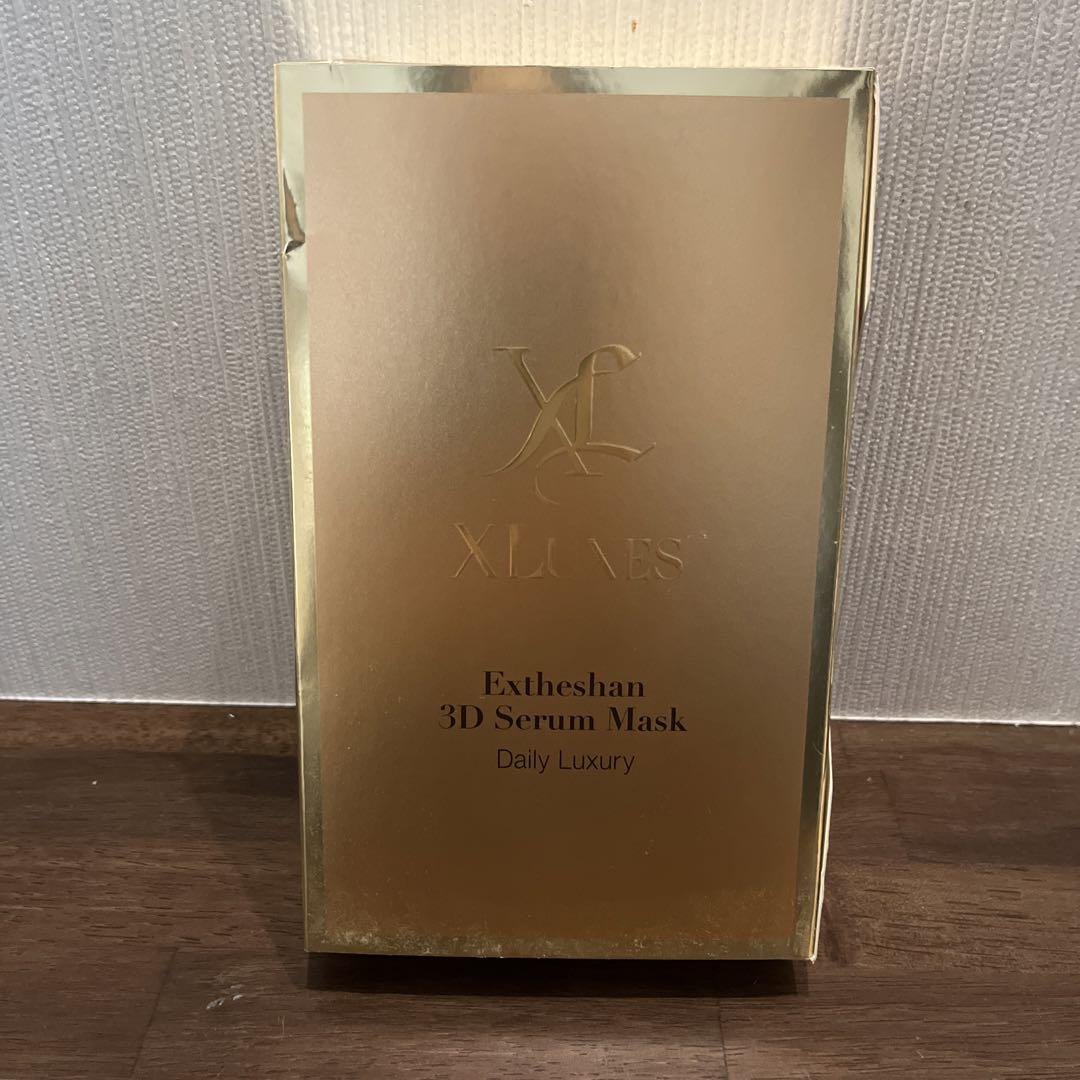 XL
XLUXES
Extheshan
3D Serum Mask
Daily Luxury